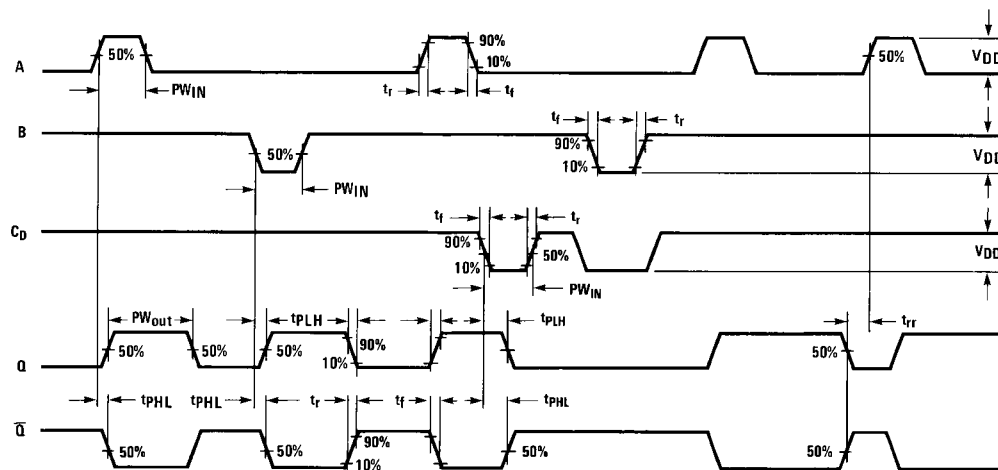 A 50% 90% 10% 50% V_DD
PW_IN t_r t_f
B t_f t_r
50% 90% 10% V_DD
PW_IN
C_D t_f t_r
90% 10% 50% V_DD
PW_IN
PW_out t_PLH t_PLH t_rr
Q 50% 50% 50% 90% 10% 50%
t_PHL t_PHL t_r t_f t_PHL
Q̅ 50% 50% 90% 10% 50% 50%